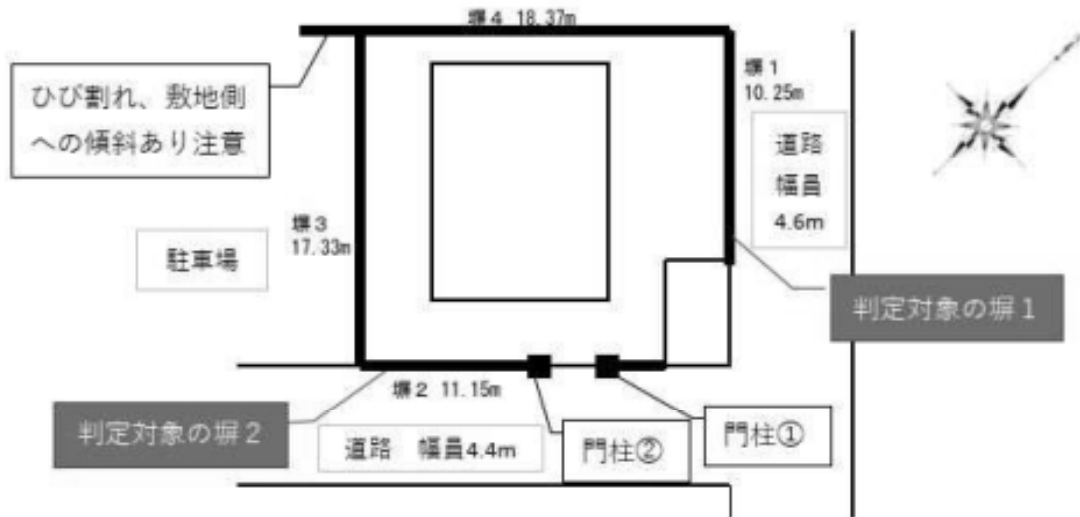 塀４ 18.37m
ひび割れ、敷地側
への傾斜あり注意
塀１
10.25m
道路
幅員
4.6m
塀３
17.33m
駐車場
判定対象の塀１
塀２ 11.15m
判定対象の塀２
道路　幅員4.4m
門柱②
門柱①